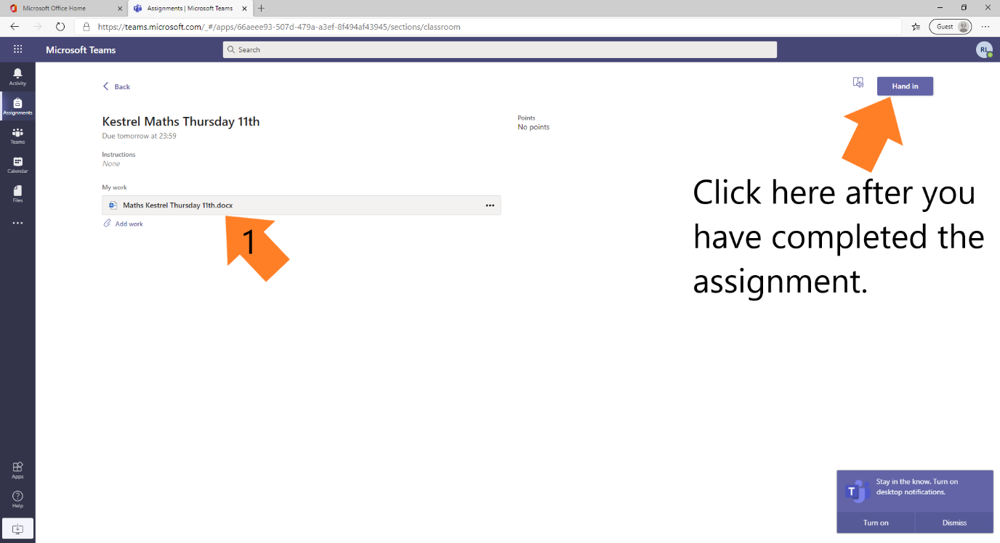 Microsoft Office Home
Assignments | Microsoft Teams
https://teams.microsoft.com/_#/apps/66aeee93-507d-479a-a3ef-8f494af43945/sections/classroom
Guest
Microsoft Teams
Search
RL
Activity
Assignments
Teams
Calendar
Files
Back
Hand in
Kestrel Maths Thursday 11th
Due tomorrow at 23:59
Points
No points
Instructions
None
My work
Maths Kestrel Thursday 11th.docx
Add work
1
Click here after you
have completed the
assignment.
Apps
Help
T
Stay in the know. Turn on
desktop notifications.
Turn on
Dismiss